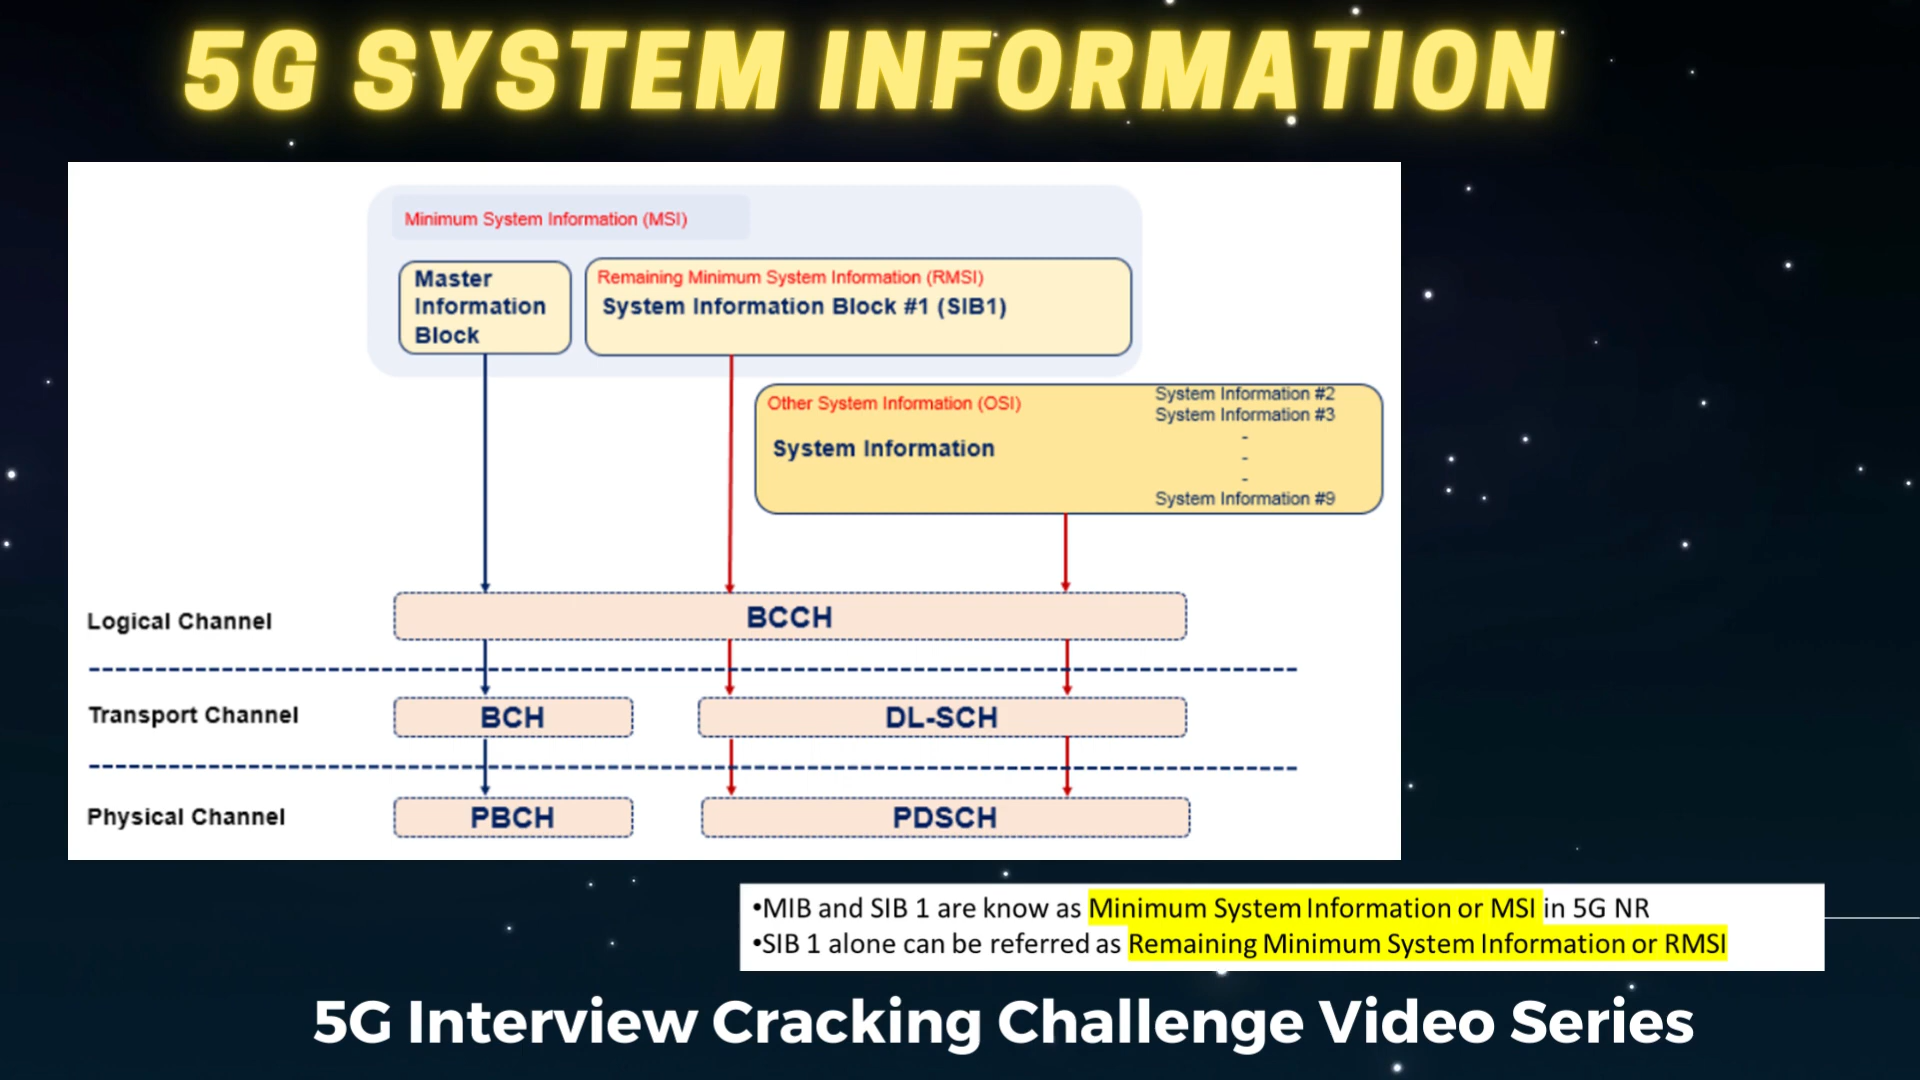 5G SYSTEM INFORMATION
Minimum System Information (MSI)
Master
Information
Block
Remaining Minimum System Information (RMSI)
System Information Block #1 (SIB1)
Other System Information (OSI)
System Information
System Information #2
System Information #3
-
-
-
System Information #9
Logical Channel
BCCH
Transport Channel
BCH
DL-SCH
Physical Channel
PBCH
PDSCH
•MIB and SIB 1 are know as Minimum System Information or MSI in 5G NR
•SIB 1 alone can be referred as Remaining Minimum System Information or RMSI
5G Interview Cracking Challenge Video Series